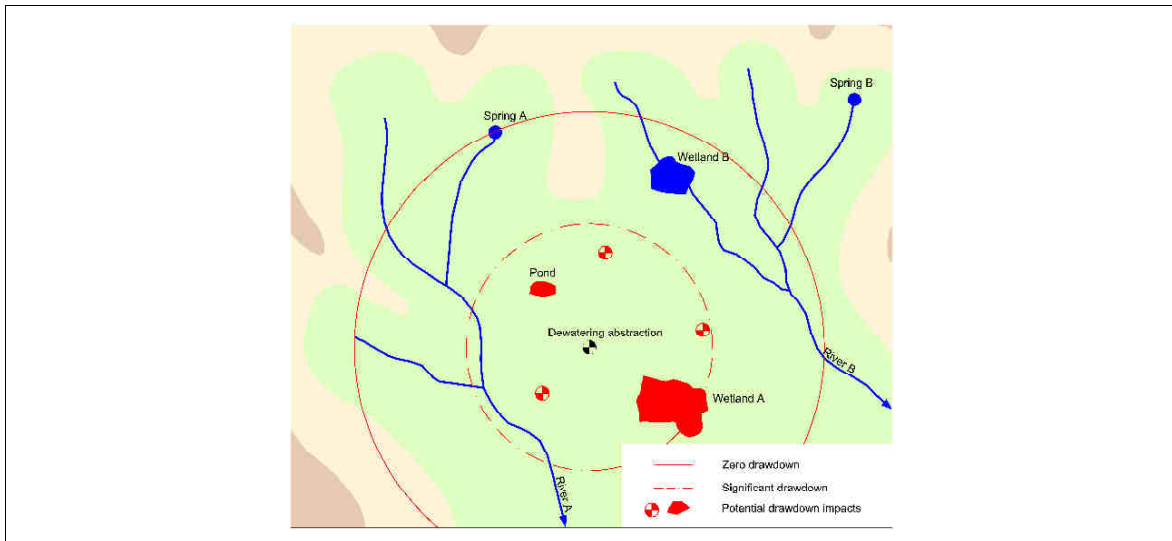 Spring B
Spring A
Wetland B
Pond
Dewatering abstraction
River B
Wetland A
Zero drawdown
River A
Significant drawdown
Potential drawdown impacts